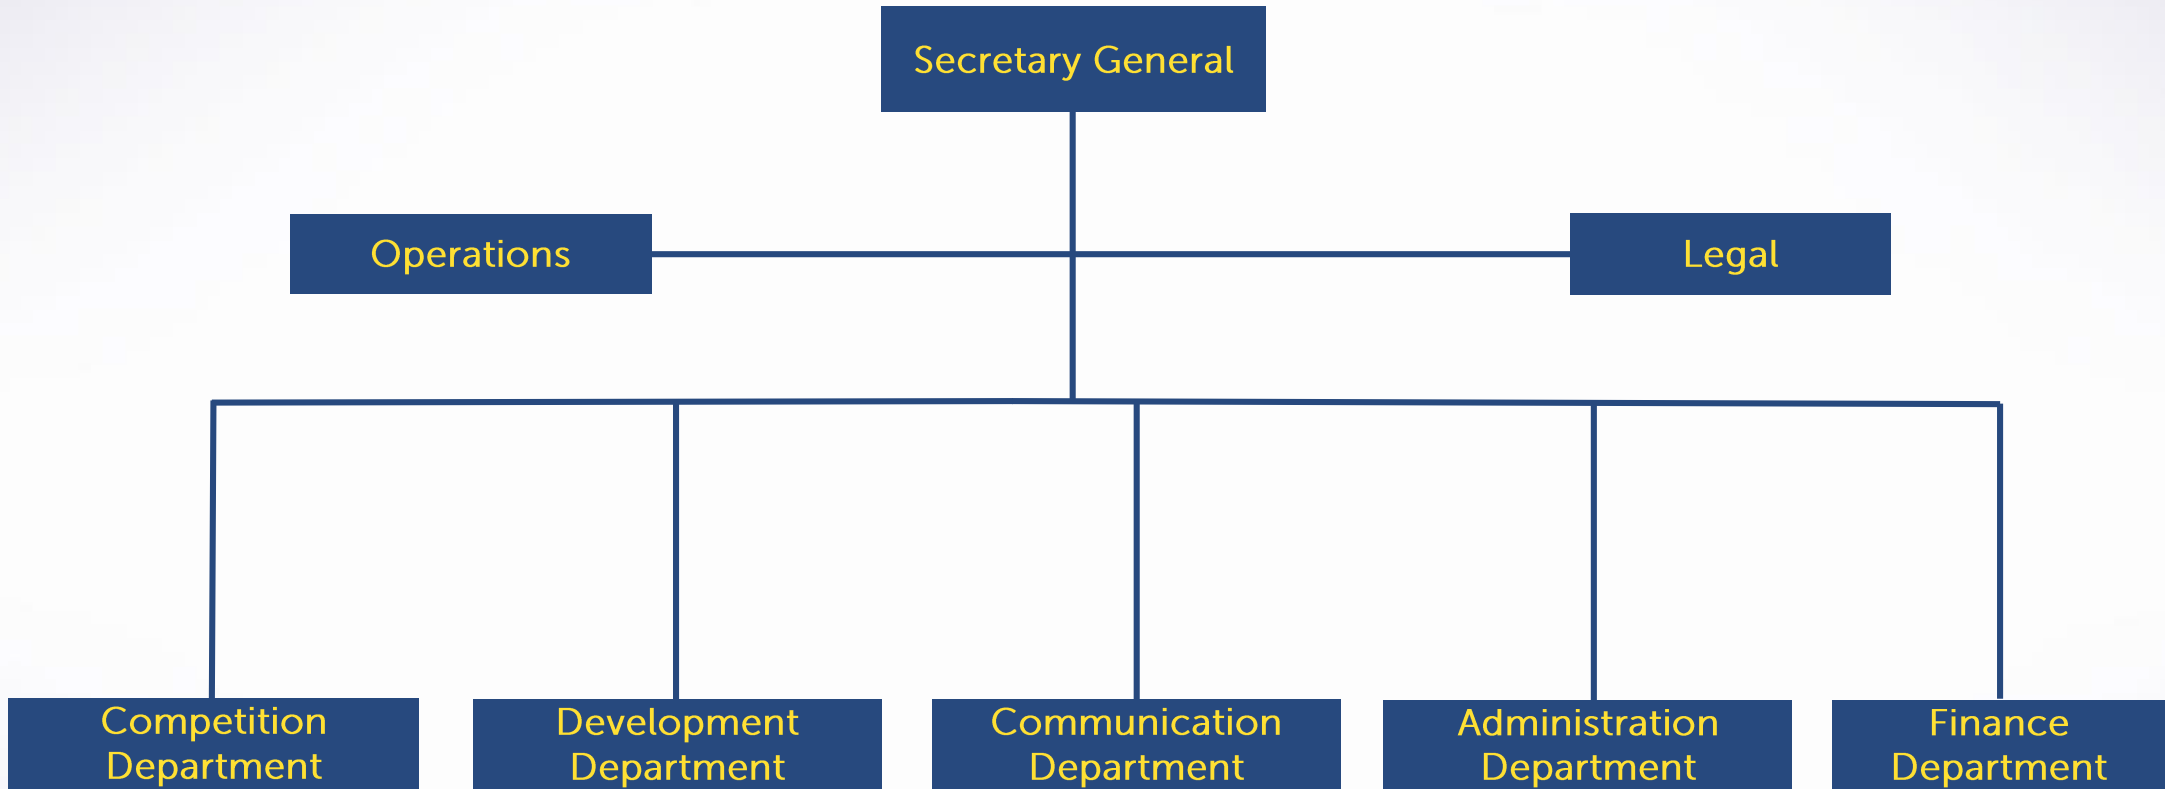 Secretary General
Operations
Legal
Competition
Department
Development
Department
Communication
Department
Administration
Department
Finance
Department